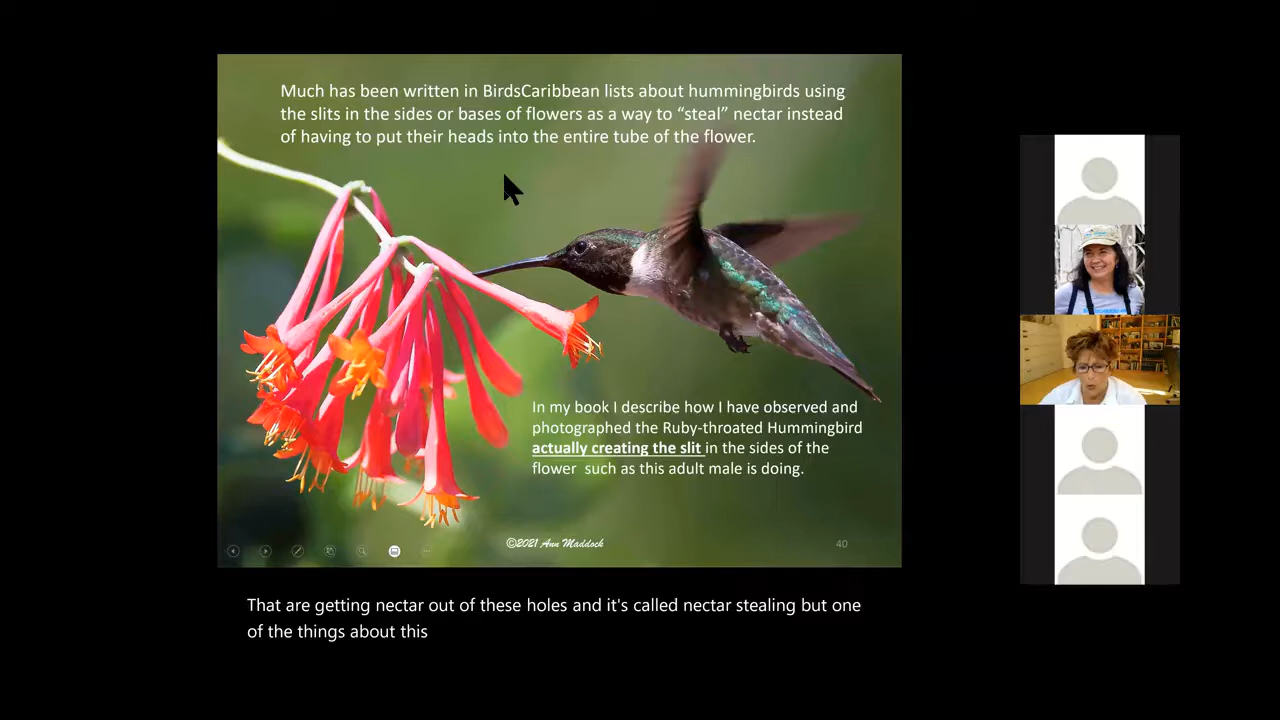 Much has been written in BirdsCaribbean lists about hummingbirds using
the slits in the sides or bases of flowers as a way to “steal” nectar instead
of having to put their heads into the entire tube of the flower.
In my book I describe how I have observed and
photographed the Ruby-throated Hummingbird
actually creating the slit in the sides of the
flower such as this adult male is doing.
©2021 Ann Maddock
40
That are getting nectar out of these holes and it's called nectar stealing but one
of the things about this